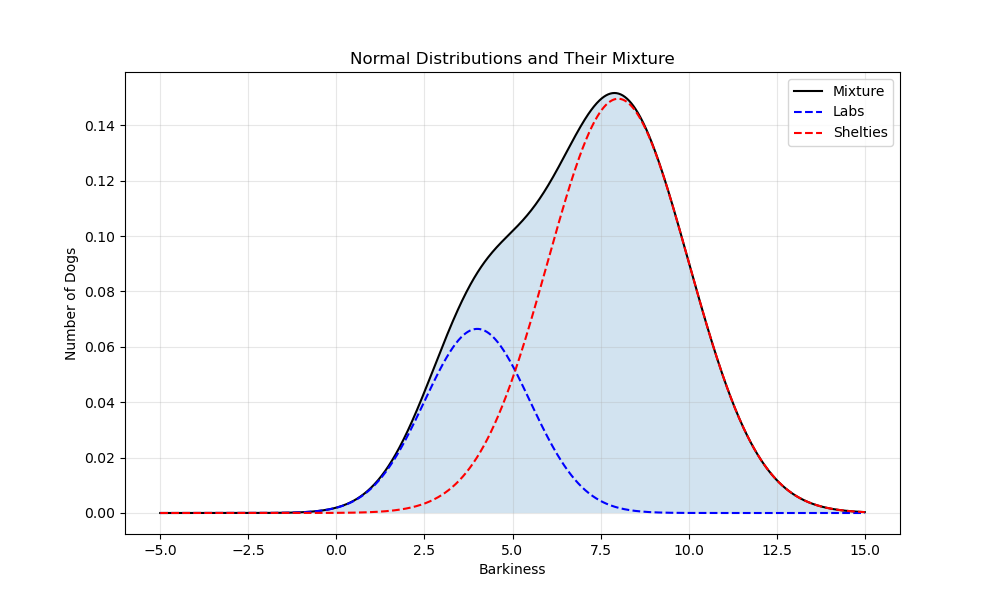 Normal Distributions and Their Mixture
Mixture
Labs
Shelties
0.14
0.12
0.10
0.08
0.06
0.04
0.02
0.00
Number of Dogs
−5.0 −2.5 0.0 2.5 5.0 7.5 10.0 12.5 15.0
Barkiness